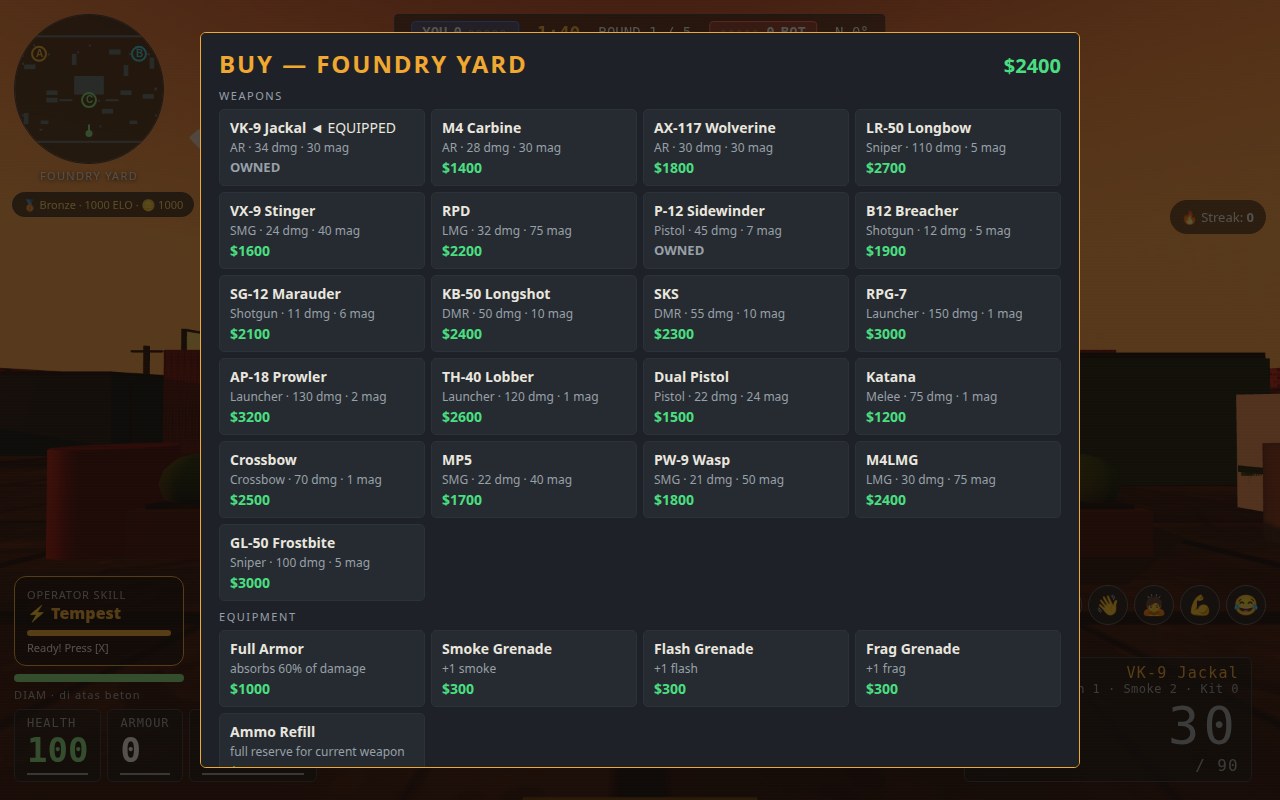 YOU 0
1:40
ROUND 1 / 5
0 BOT
N 0°
A
B
C
FOUNDRY YARD
Bronze · 1000 ELO · 1000
BUY — FOUNDRY YARD
$2400
WEAPONS
VK-9 Jackal ◄ EQUIPPED
AR · 34 dmg · 30 mag
OWNED
M4 Carbine
AR · 28 dmg · 30 mag
$1400
AX-117 Wolverine
AR · 30 dmg · 30 mag
$1800
LR-50 Longbow
Sniper · 110 dmg · 5 mag
$2700
VX-9 Stinger
SMG · 24 dmg · 40 mag
$1600
RPD
LMG · 32 dmg · 75 mag
$2200
P-12 Sidewinder
Pistol · 45 dmg · 7 mag
OWNED
B12 Breacher
Shotgun · 12 dmg · 5 mag
$1900
SG-12 Marauder
Shotgun · 11 dmg · 6 mag
$2100
KB-50 Longshot
DMR · 50 dmg · 10 mag
$2400
SKS
DMR · 55 dmg · 10 mag
$2300
RPG-7
Launcher · 150 dmg · 1 mag
$3000
AP-18 Prowler
Launcher · 130 dmg · 2 mag
$3200
TH-40 Lobber
Launcher · 120 dmg · 1 mag
$2600
Dual Pistol
Pistol · 22 dmg · 24 mag
$1500
Katana
Melee · 75 dmg · 1 mag
$1200
Crossbow
Crossbow · 70 dmg · 1 mag
$2500
MP5
SMG · 22 dmg · 40 mag
$1700
PW-9 Wasp
SMG · 21 dmg · 50 mag
$1800
M4LMG
LMG · 30 dmg · 75 mag
$2400
GL-50 Frostbite
Sniper · 100 dmg · 5 mag
$3000
EQUIPMENT
Full Armor
absorbs 60% of damage
$1000
Smoke Grenade
+1 smoke
$300
Flash Grenade
+1 flash
$300
Frag Grenade
+1 frag
$300
Ammo Refill
full reserve for current weapon
Streak: 0
OPERATOR SKILL
Tempest
Ready! Press [X]
DIAM · di atas beton
HEALTH
100
ARMOUR
0
VK-9 Jackal
1 · Smoke 2 · Kit 0
30
/ 90